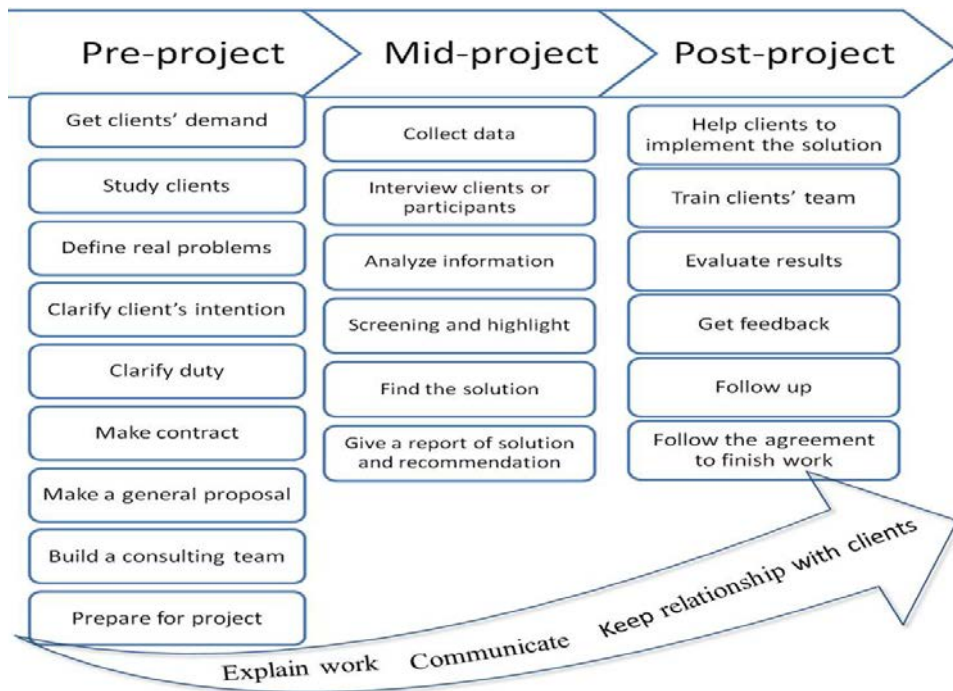 Pre-project
Mid-project
Post-project
Get clients' demand
Study clients
Define real problems
Clarify client's intention
Clarify duty
Make contract
Make a general proposal
Build a consulting team
Prepare for project
Collect data
Interview clients or
participants
Analyze information
Screening and highlight
Find the solution
Give a report of solution
and recommendation
Help clients to
implement the solution
Train clients' team
Evaluate results
Get feedback
Follow up
Follow the agreement
to finish work
Explain work Communicate Keep relationship with clients